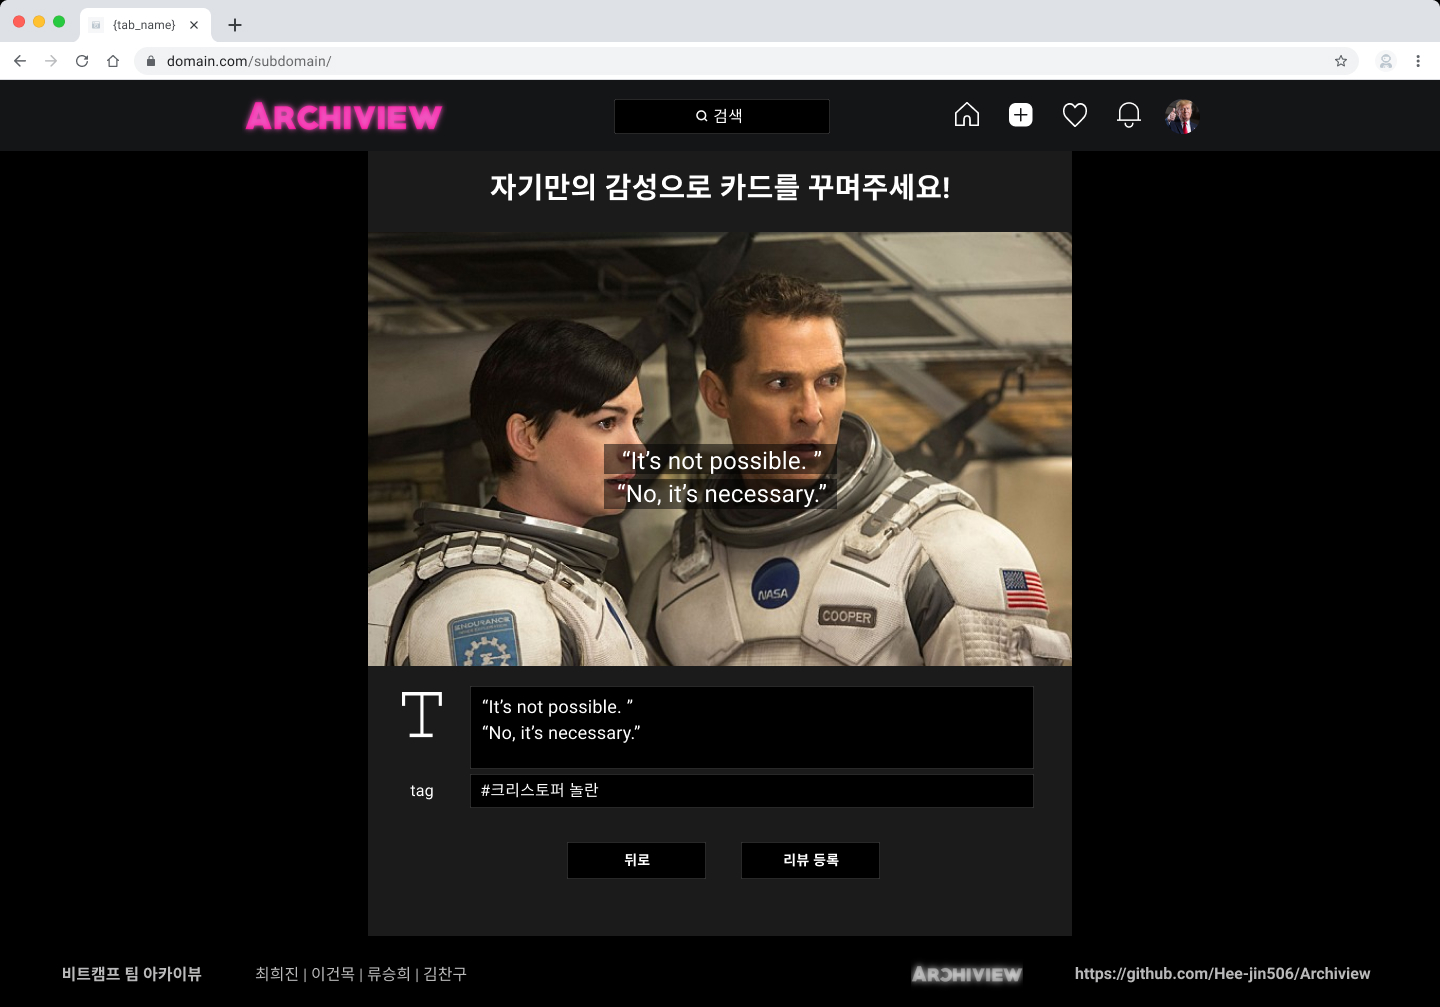 {tab_name}
domain.com/subdomain/
ARCHIVIEW
검색
자기만의 감성으로 카드를 꾸며주세요!
“It’s not possible. ”
“No, it’s necessary.”
NASA
COOPER
ENDURANCE
T
“It’s not possible. ”
“No, it’s necessary.”
tag
#크리스토퍼 놀란
뒤로
리뷰 등록
비트캠프 팀 아카이뷰
최희진 | 이건목 | 류승희 | 김찬구
ARCHIVIEW
https://github.com/Hee-jin506/Archiview